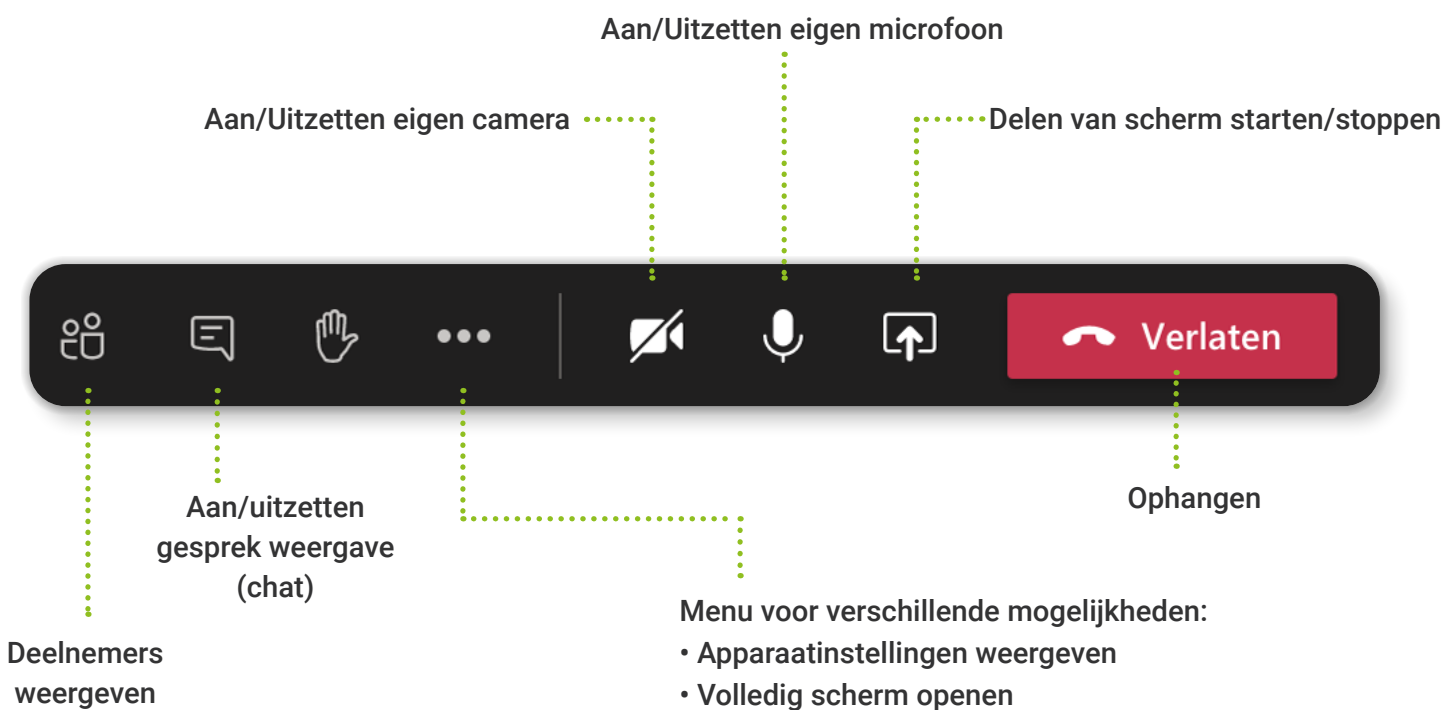 Aan/Uitzetten eigen microfoon
Aan/Uitzetten eigen camera
Delen van scherm starten/stoppen
Verlaten
Aan/uitzetten
gesprek weergave
(chat)
Ophangen
Deelnemers
weergeven
Menu voor verschillende mogelijkheden:
• Apparaatinstellingen weergeven
• Volledig scherm openen